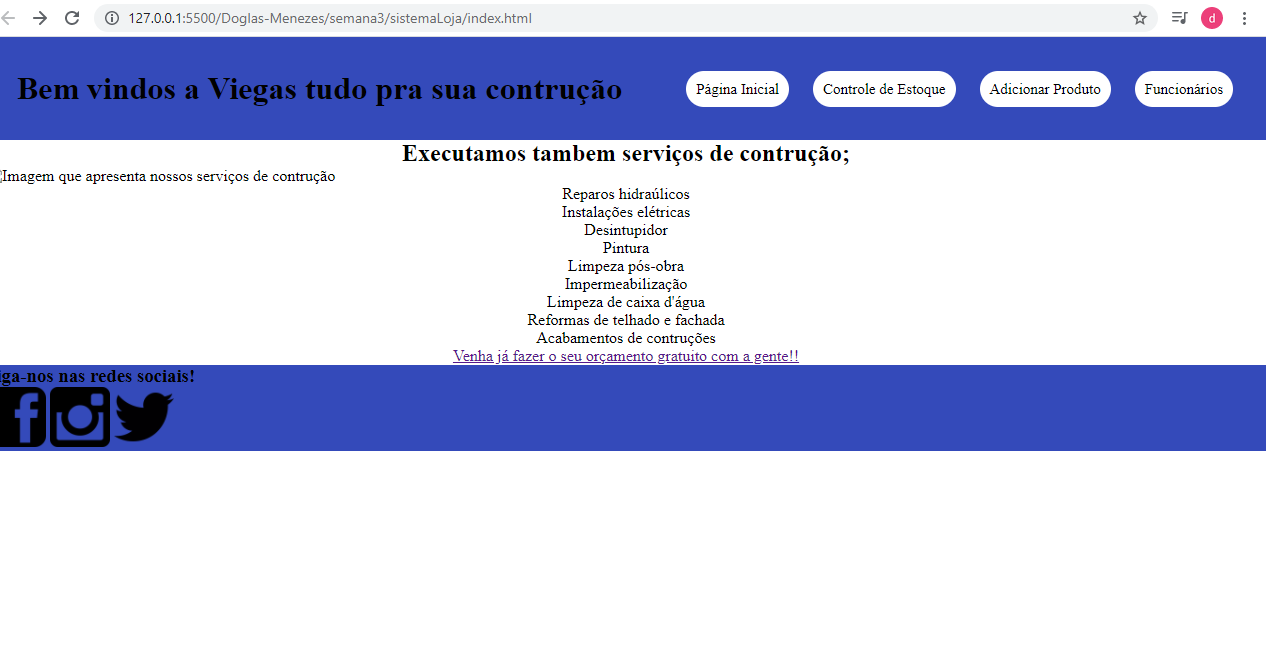 127.0.0.1:5500/Doglas-Menezes/semana3/sistemaLoja/index.html
d
Bem vindos a Viegas tudo pra sua contrução
Página Inicial
Controle de Estoque
Adicionar Produto
Funcionários
Executamos tambem serviços de contrução;
Imagem que apresenta nossos serviços de contrução
Reparos hidraúlicos
Instalações elétricas
Desintupidor
Pintura
Limpeza pós-obra
Impermeabilização
Limpeza de caixa d'água
Reformas de telhado e fachada
Acabamentos de contruções
Venha já fazer o seu orçamento gratuito com a gente!!
iga-nos nas redes sociais!